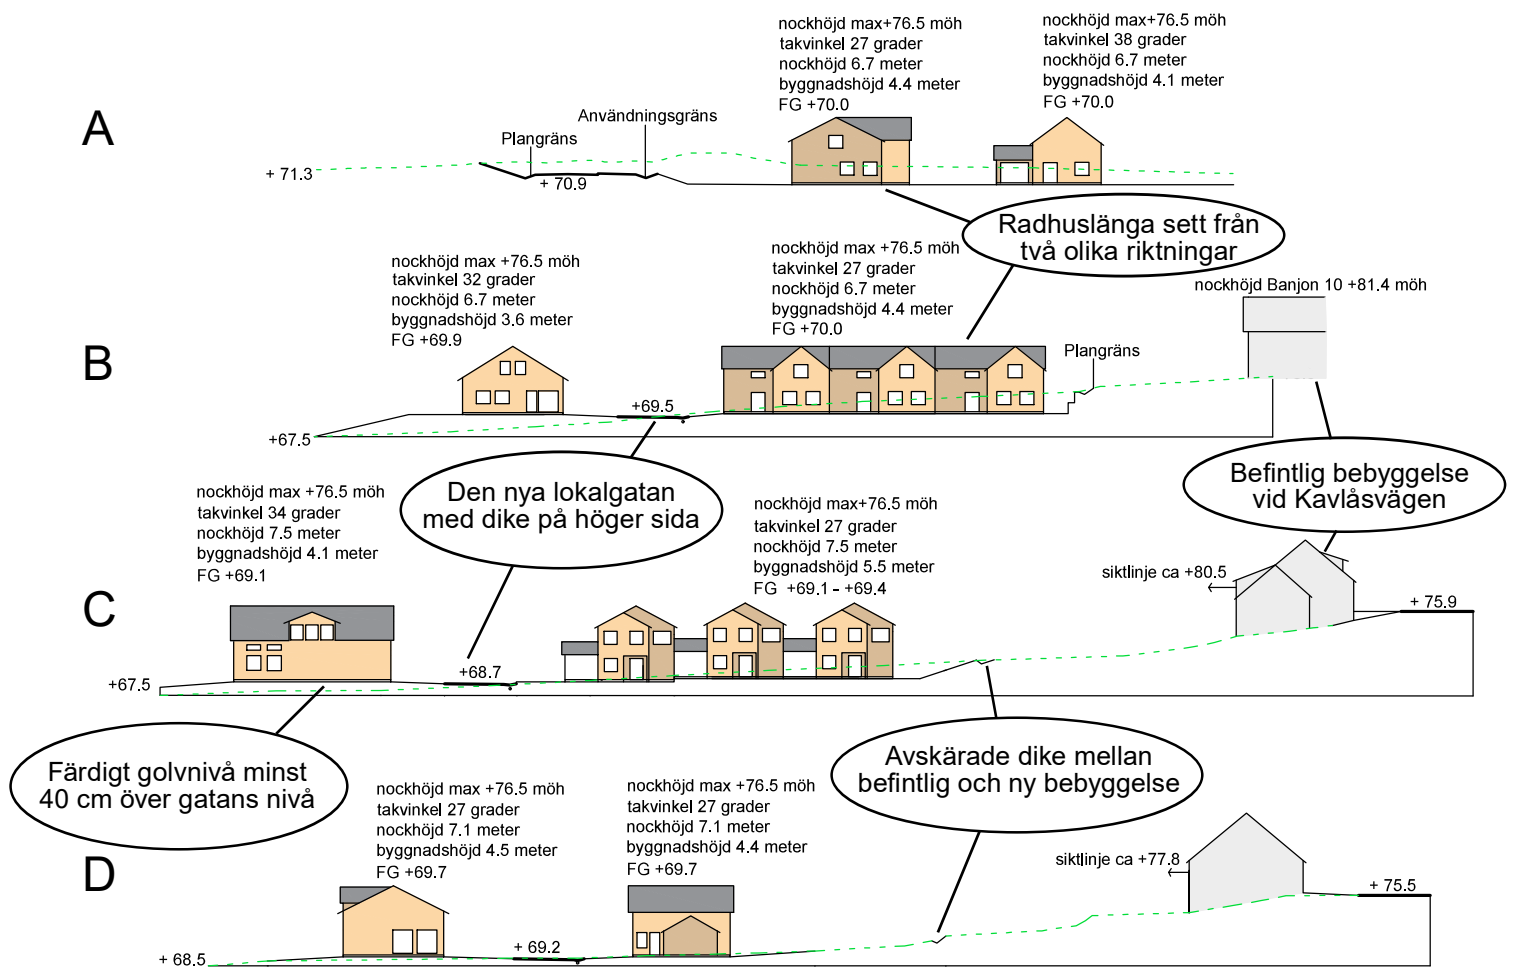 nockhöjd max+76.5 möh
takvinkel 27 grader
nockhöjd 6.7 meter
byggnadshöjd 4.4 meter
FG +70.0
nockhöjd max+76.5 möh
takvinkel 38 grader
nockhöjd 6.7 meter
byggnadshöjd 4.1 meter
FG +70.0
A
Användningsgräns
Plangräns
+ 71.3
+ 70.9
Radhuslänga sett från
två olika riktningar
nockhöjd max +76.5 möh
takvinkel 32 grader
nockhöjd 6.7 meter
byggnadshöjd 3.6 meter
FG +69.9
nockhöjd max +76.5 möh
takvinkel 27 grader
nockhöjd 6.7 meter
byggnadshöjd 4.4 meter
FG +70.0
nockhöjd Banjon 10 +81.4 möh
B
Plangräns
+69.5
+67.5
Den nya lokalgatan
med dike på höger sida
Befintlig bebyggelse
vid Kavlåsvägen
nockhöjd max +76.5 möh
takvinkel 34 grader
nockhöjd 7.5 meter
byggnadshöjd 4.1 meter
FG +69.1
nockhöjd max+76.5 möh
takvinkel 27 grader
nockhöjd 7.5 meter
byggnadshöjd 5.5 meter
FG +69.1 - +69.4
C
siktlinje ca +80.5
+ 75.9
+68.7
+67.5
Färdigt golvnivå minst
40 cm över gatans nivå
Avskärade dike mellan
befintlig och ny bebyggelse
nockhöjd max +76.5 möh
takvinkel 27 grader
nockhöjd 7.1 meter
byggnadshöjd 4.5 meter
FG +69.7
nockhöjd max +76.5 möh
takvinkel 27 grader
nockhöjd 7.1 meter
byggnadshöjd 4.4 meter
FG +69.7
D
siktlinje ca +77.8
+ 75.5
+ 69.2
+ 68.5